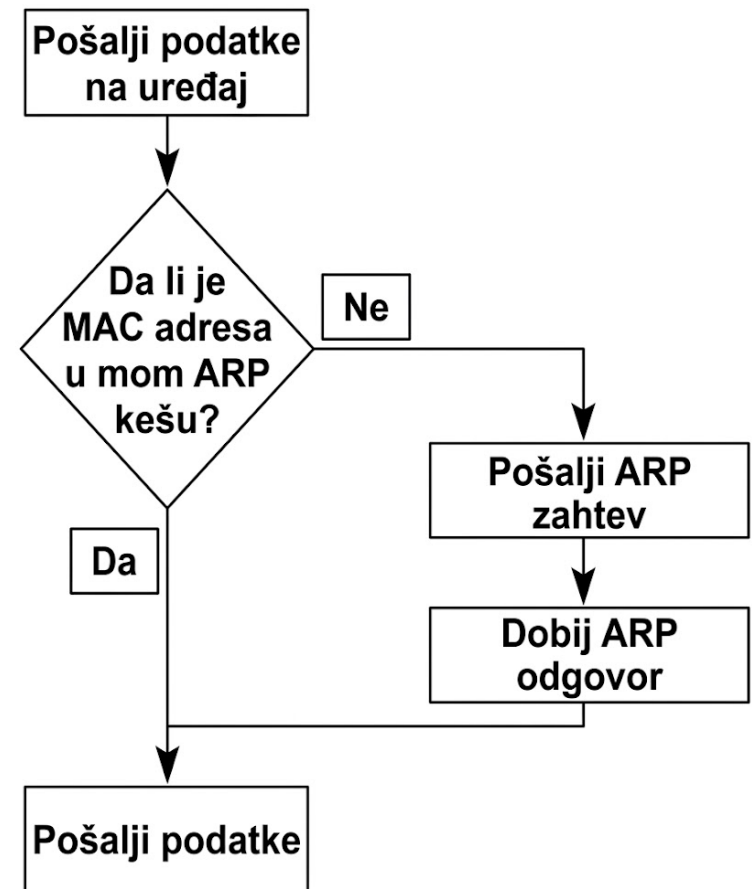 Pošalji podatke
na uređaj
Da li je
MAC adresa
u mom ARP
kešu?
Ne
Pošalji ARP
zahtev
Da
Dobij ARP
odgovor
Pošalji podatke